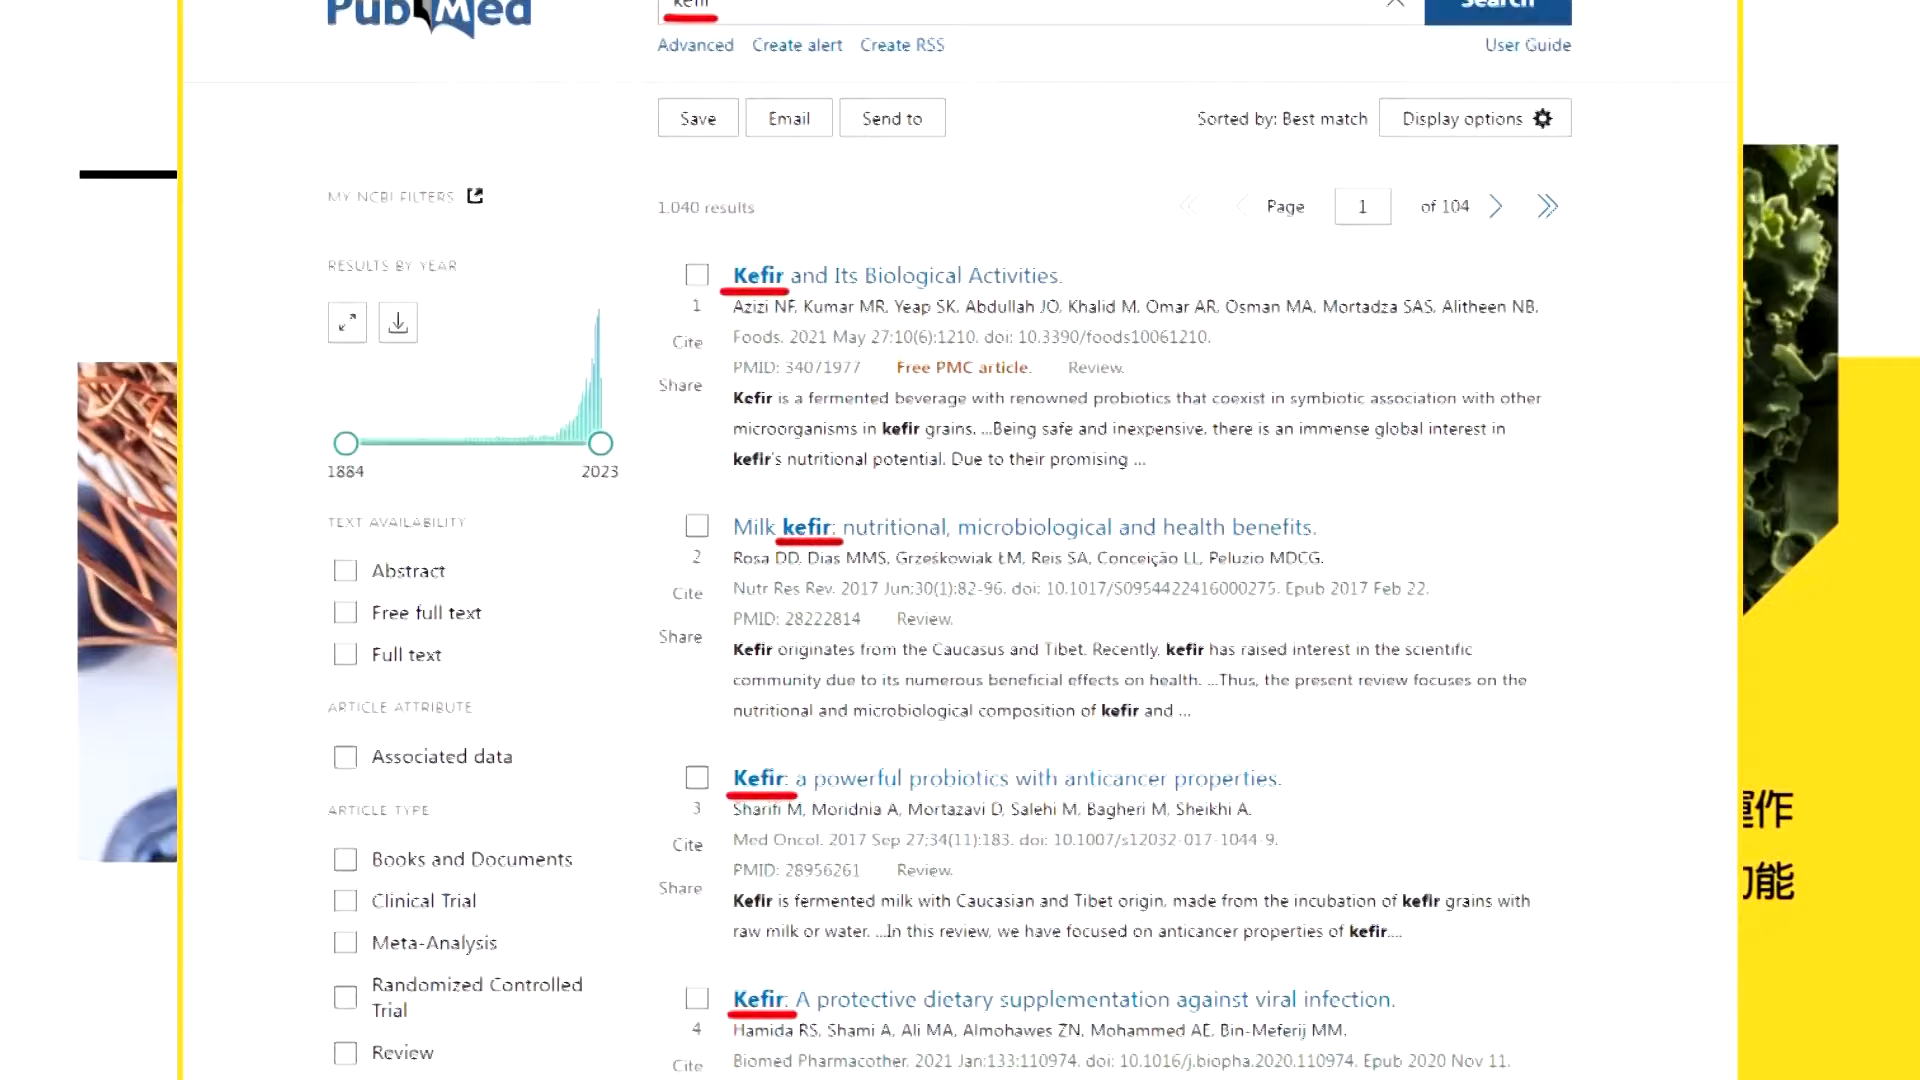 PubMed
kefir
Search
Advanced Create alert Create RSS
User Guide
Save Email Send to
Sorted by: Best match
Display options
MY NCBI FILTERS
1,040 results
Page 1 of 104
RESULTS BY YEAR
1884
2023
TEXT AVAILABILITY
Abstract
Free full text
Full text
ARTICLE ATTRIBUTE
Associated data
ARTICLE TYPE
Books and Documents
Clinical Trial
Meta-Analysis
Randomized Controlled
Trial
Review
Kefir and Its Biological Activities.
1
Azizi NF, Kumar MR, Yeap SK, Abdullah JO, Khalid M, Omar AR, Osman MA, Mortadza SAS, Alitheen NB.
Cite
Foods. 2021 May 27;10(6):1210. doi: 10.3390/foods10061210.
PMID: 34071977 Free PMC article. Review.
Share
Kefir is a fermented beverage with renowned probiotics that coexist in symbiotic association with other
microorganisms in kefir grains. ...Being safe and inexpensive, there is an immense global interest in
kefir's nutritional potential. Due to their promising ...
Milk kefir: nutritional, microbiological and health benefits.
2
Rosa DD, Dias MMS, Grześkowiak ŁM, Reis SA, Conceição LL, Peluzio MDCG.
Cite
Nutr Res Rev. 2017 Jun;30(1):82-96. doi: 10.1017/S0954422416000275. Epub 2017 Feb 22.
PMID: 28222814 Review.
Share
Kefir originates from the Caucasus and Tibet. Recently, kefir has raised interest in the scientific
community due to its numerous beneficial effects on health. ...Thus, the present review focuses on the
nutritional and microbiological composition of kefir and ...
Kefir: a powerful probiotics with anticancer properties.
3
Sharifi M, Moridnia A, Mortazavi D, Salehi M, Bagheri M, Sheikhi A.
Cite
Med Oncol. 2017 Sep 27;34(11):183. doi: 10.1007/s12032-017-1044-9.
PMID: 28956261 Review.
Share
Kefir is fermented milk with Caucasian and Tibet origin, made from the incubation of kefir grains with
raw milk or water. ...In this review, we have focused on anticancer properties of kefir....
Kefir: A protective dietary supplementation against viral infection.
4
Hamida RS, Shami A, Ali MA, Almohawes ZN, Mohammed AE, Bin-Meferij MM.
Cite
Biomed Pharmacother. 2021 Jan;133:110974. doi: 10.1016/j.biopha.2020.110974. Epub 2020 Nov 11.
運作
功能